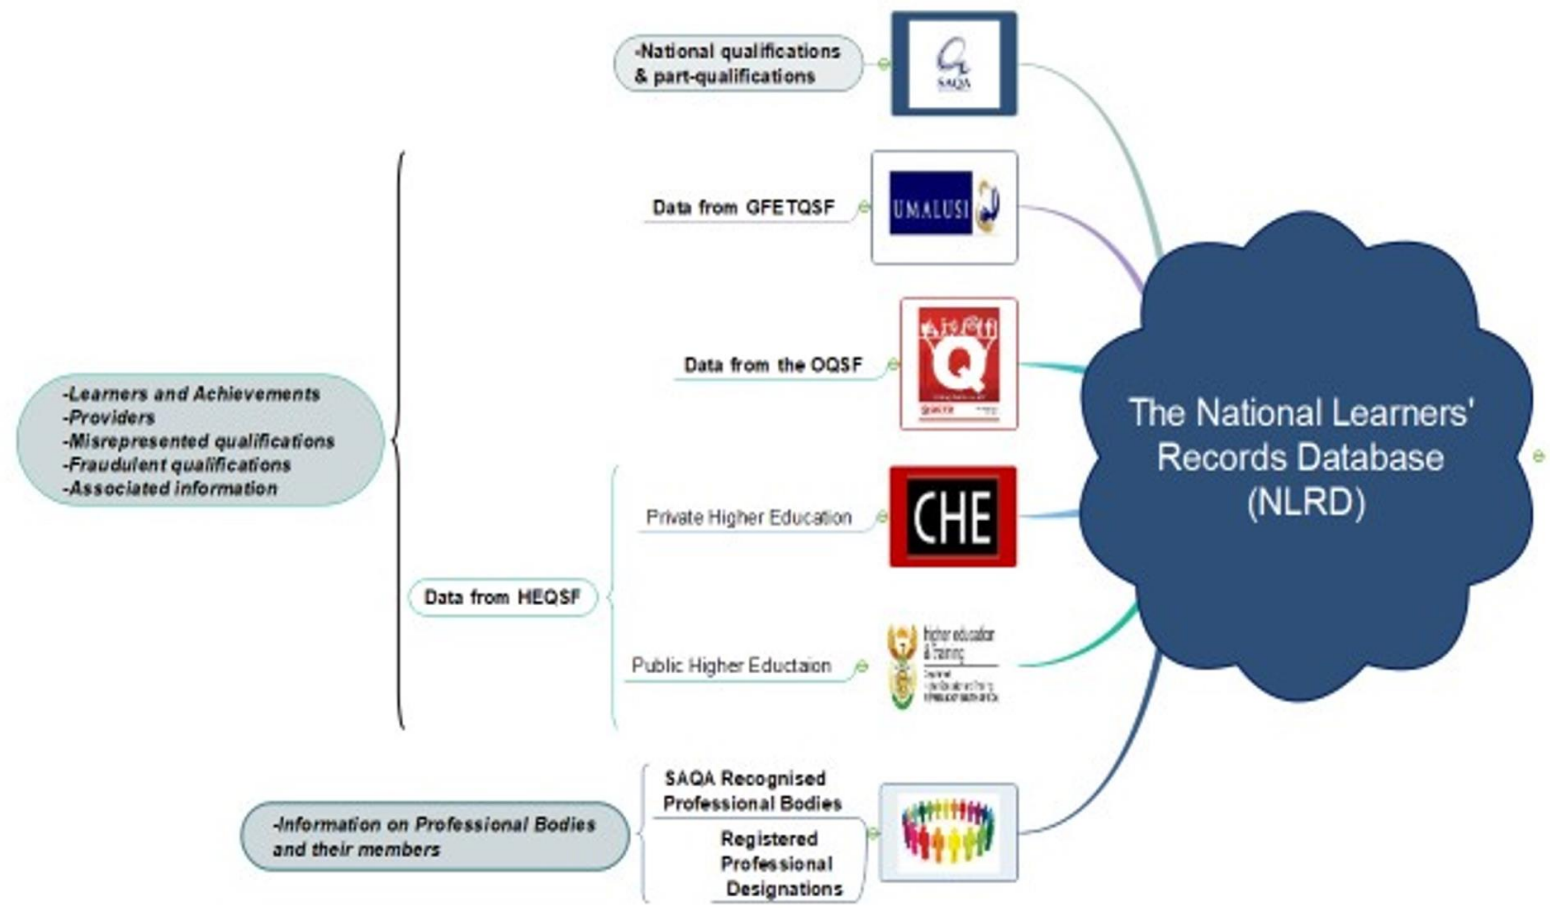 -National qualifications
& part-qualifications
SAQA
Data from GFETQSF
UMALUSI
Data from the OQSF
Q
-Learners and Achievements
-Providers
-Misrepresented qualifications
-Fraudulent qualifications
-Associated information
The National Learners'
Records Database
(NLRD)
Private Higher Education
CHE
Data from HEQSF
Public Higher Eductaion
higher education
& training
SAQA Recognised
Professional Bodies
Registered
Professional
Designations
-Information on Professional Bodies
and their members